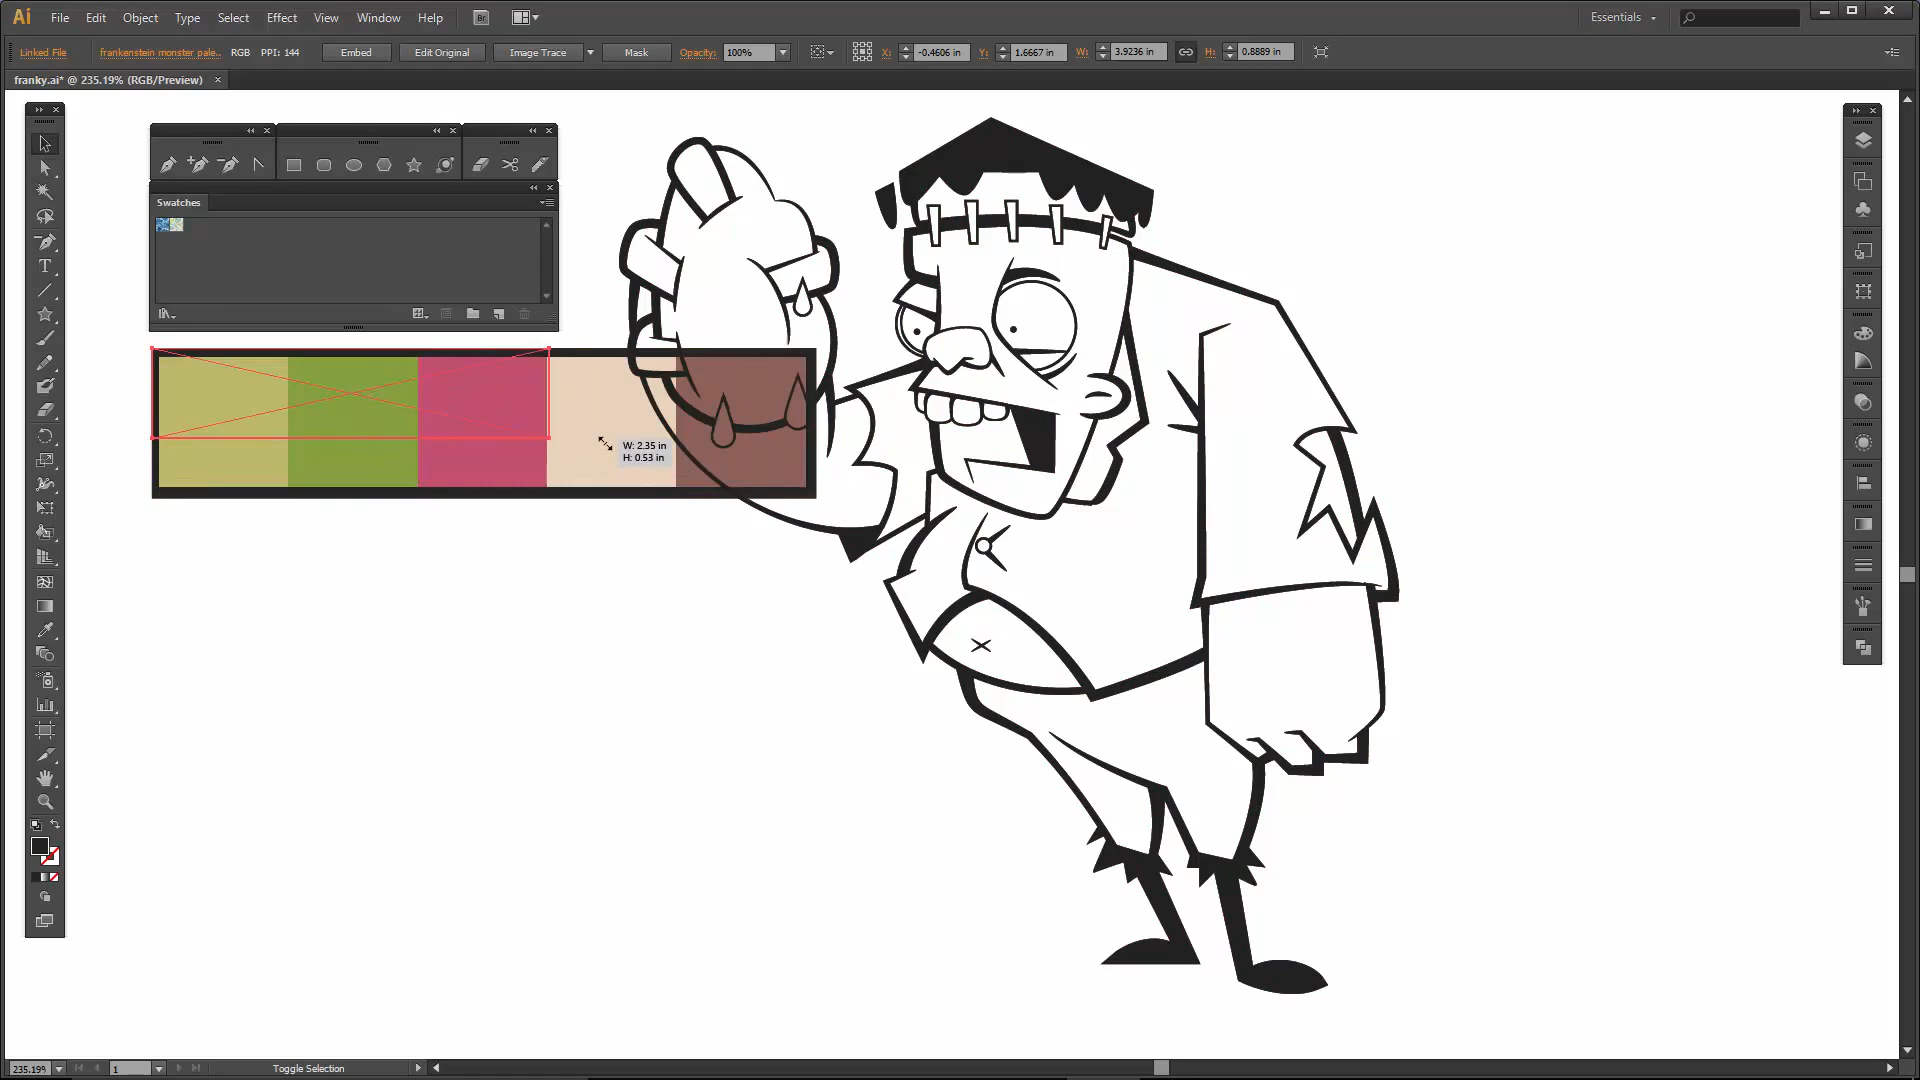 Ai File Edit Object Type Select Effect View Window Help Br Essentials
Linked File frankenstein monster pale.. RGB PPI: 144 Embed Edit Original Image Trace Mask Opacity: 100% X: -0.4606 in Y: 1.6667 in W: 3.9236 in H: 0.8889 in
franky.ai* @ 235.19% (RGB/Preview)
Swatches
T
W: 2.35 in
H: 0.53 in
235.19% 1 Toggle Selection